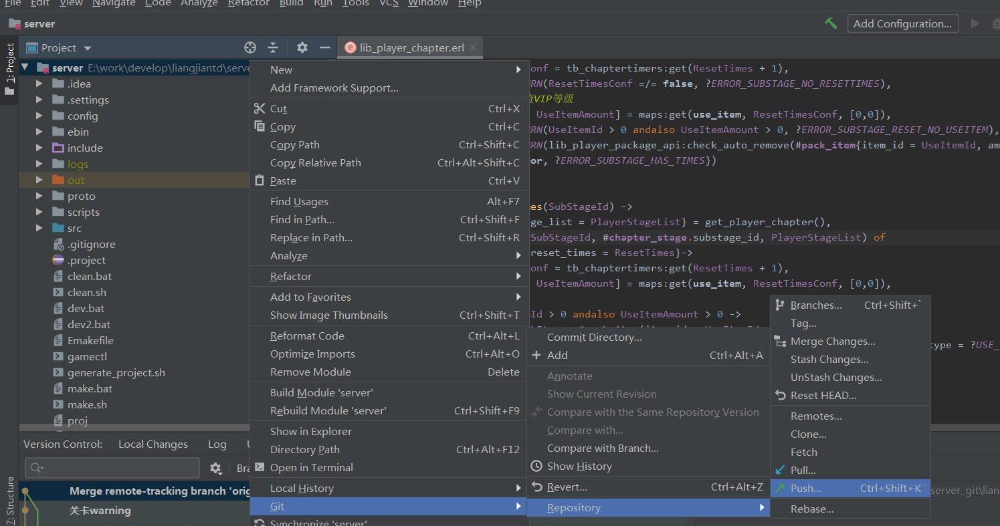 File Edit View Navigate Code Analyze Refactor Build Run Tools VCS Window Help
server
Add Configuration...
1: Project
Project
lib_player_chapter.erl
server E:\work\develop\liangjiantd\serve
.idea
.settings
config
ebin
include
logs
out
proto
scripts
src
.gitignore
.project
clean.bat
clean.sh
dev.bat
dev2.bat
Emakefile
gamectl
generate_project.sh
make.bat
make.sh
proj
New
Add Framework Support...
Cut Ctrl+X
Copy Ctrl+C
Copy Path Ctrl+Shift+C
Copy Relative Path Ctrl+Alt+Shift+C
Paste Ctrl+V
Find Usages Alt+F7
Find in Path... Ctrl+Shift+F
Replace in Path... Ctrl+Shift+R
Analyze
Refactor
Add to Favorites
Show Image Thumbnails Ctrl+Shift+T
Reformat Code Ctrl+Alt+L
Optimize Imports Ctrl+Alt+O
Remove Module Delete
Build Module 'server'
Rebuild Module 'server' Ctrl+Shift+F9
Show in Explorer
Directory Path Ctrl+Alt+F12
Open in Terminal
Local History
Git
Synchronize 'server'
onf = tb_chaptertimers:get(ResetTimes + 1),
RN(ResetTimesConf =/= false, ?ERROR_SUBSTAGE_NO_RESETTIMES),
查VIP等级
UseItemAmount] = maps:get(use_item, ResetTimesConf, [0,0]),
RN(UseItemId > 0 andalso UseItemAmount > 0, ?ERROR_SUBSTAGE_RESET_NO_USEITEM),
RN(lib_player_package_api:check_auto_remove(#pack_item{item_id = UseItemId, am
or, ?ERROR_SUBSTAGE_HAS_TIMES})
es(SubStageId) ->
ge_list = PlayerStageList} = get_player_chapter(),
SubStageId, #chapter_stage.substage_id, PlayerStageList) of
reset_times = ResetTimes}->
onf = tb_chaptertimers:get(ResetTimes + 1),
UseItemAmount] = maps:get(use_item, ResetTimesConf, [0,0]),
Id > 0 andalso UseItemAmount > 0 ->
type = ?USE_
Commit Directory...
Add Ctrl+Alt+A
Annotate
Show Current Revision
Compare with the Same Repository Version
Compare with...
Compare with Branch...
Show History
Revert... Ctrl+Alt+Z
Repository
Branches... Ctrl+Shift+`
Tag...
Merge Changes...
Stash Changes...
UnStash Changes...
Reset HEAD...
Remotes...
Clone...
Fetch
Pull...
Push... Ctrl+Shift+K
Rebase...
server_git\lian
Version Control: Local Changes Log
Bra
Merge remote-tracking branch 'orig
关卡warning
Z: Structure